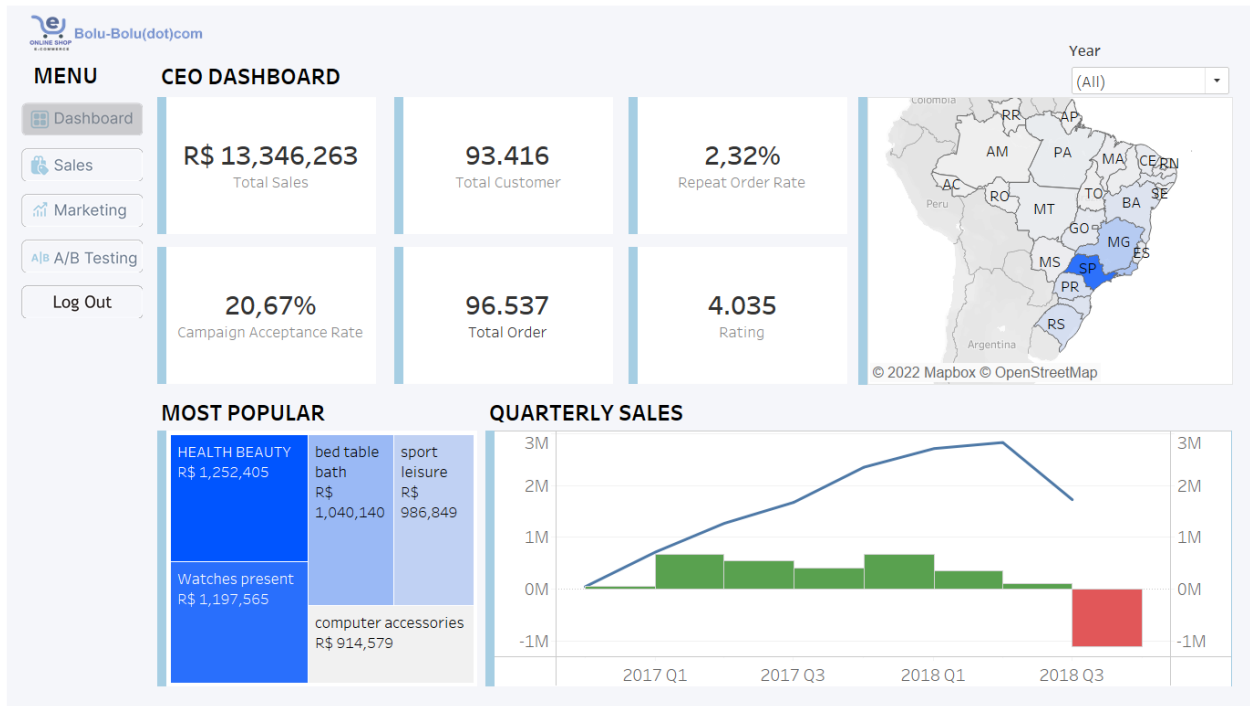 e
ONLINE SHOP
E-COMMERCE
Bolu-Bolu(dot)com
MENU
Dashboard
Sales
Marketing
A|B A/B Testing
Log Out
CEO DASHBOARD
Year
(All)
R$ 13,346,263
Total Sales
93.416
Total Customer
2,32%
Repeat Order Rate
20,67%
Campaign Acceptance Rate
96.537
Total Order
4.035
Rating
Colombia
RR
AP
AM
PA
MA
CE
RN
AC
Peru
RO
TO
SE
MT
BA
GO
MG
ES
MS
SP
PR
RS
Argentina
© 2022 Mapbox © OpenStreetMap
MOST POPULAR
HEALTH BEAUTY
R$ 1,252,405
Watches present
R$ 1,197,565
bed table
bath
R$
1,040,140
sport
leisure
R$
986,849
computer accessories
R$ 914,579
QUARTERLY SALES
3M
2M
1M
0M
-1M
3M
2M
1M
0M
-1M
2017 Q1
2017 Q3
2018 Q1
2018 Q3